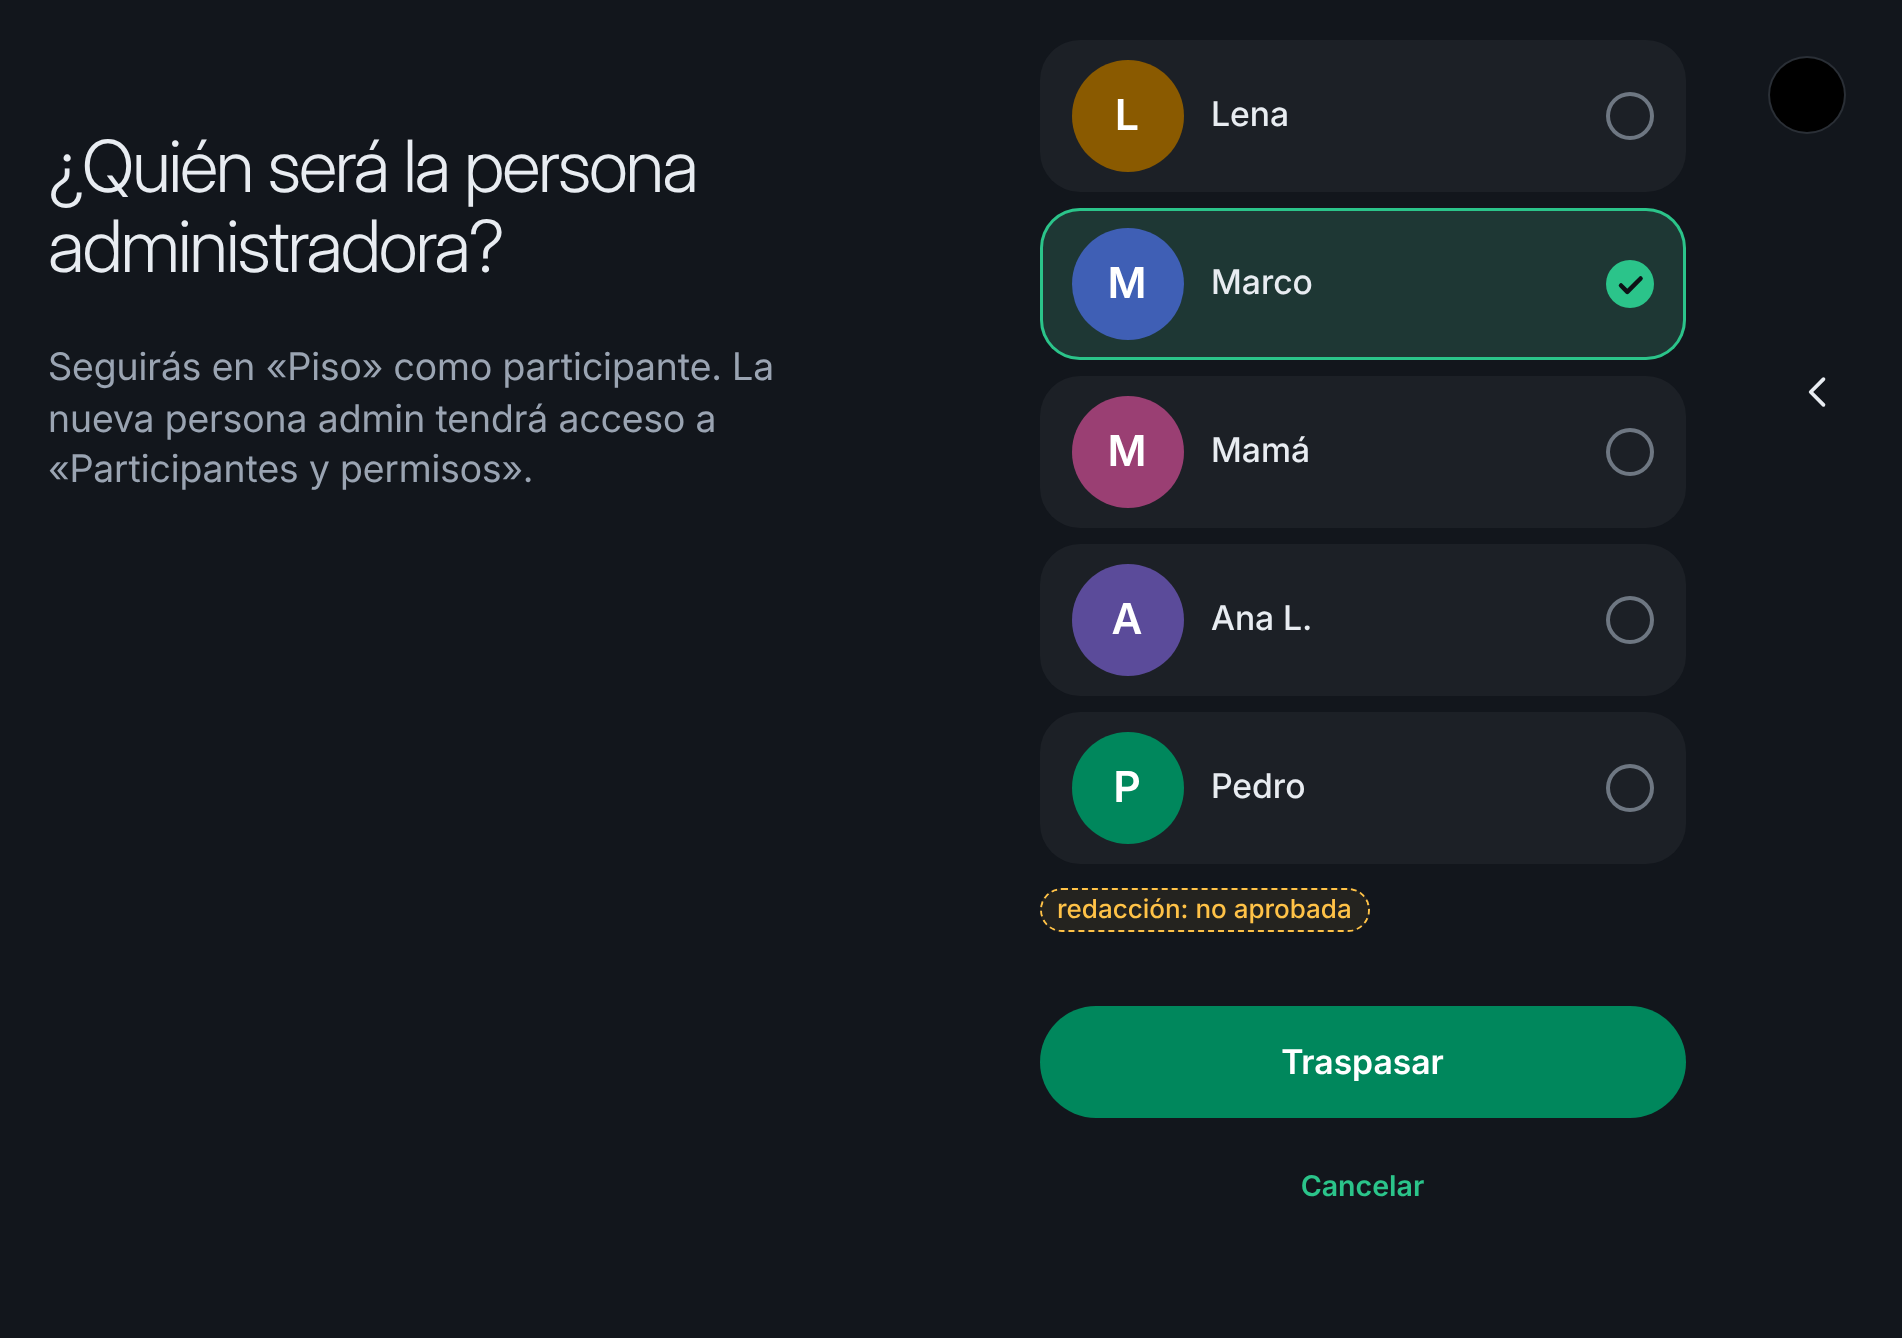 ¿Quién será la persona
administradora?
Seguirás en «Piso» como participante. La
nueva persona admin tendrá acceso a
«Participantes y permisos».
L Lena
M Marco
M Mamá
A Ana L.
P Pedro
redacción: no aprobada
Traspasar
Cancelar